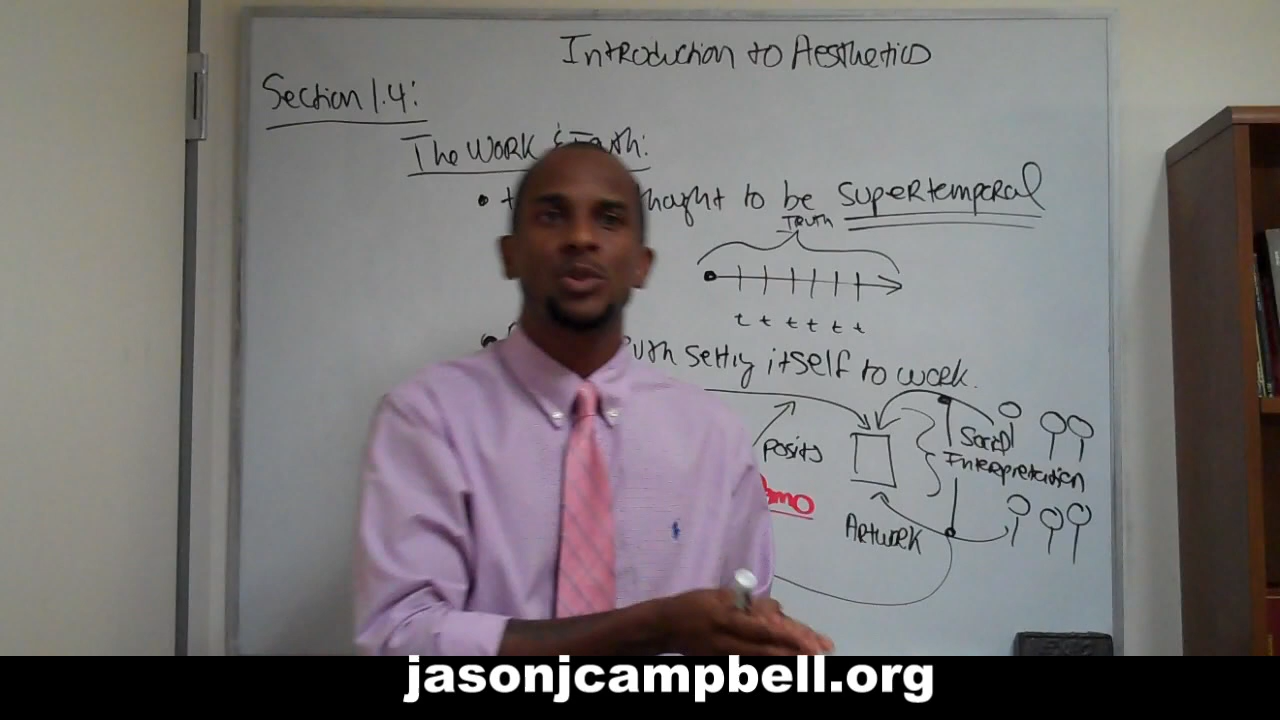 Introduction to Aesthetics
Section 1.4:
The Work &
thought to be supertemporal
TRUTH
t t t t t t
setting itself to work.
posits
Social
Interpretation
Artwork
jasonjcampbell.org